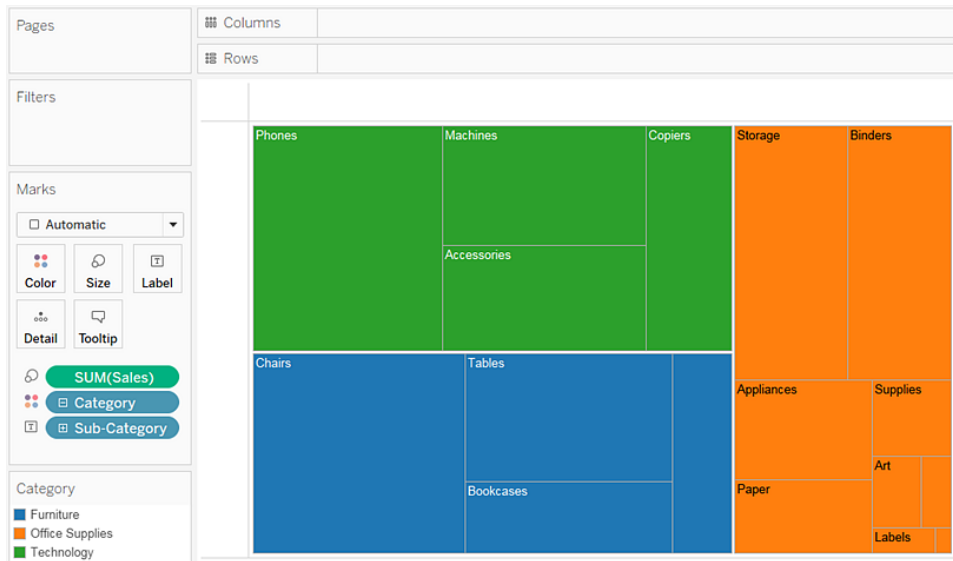 Pages
Columns
Rows
Filters
Marks
Automatic
Color Size Label
Detail Tooltip
SUM(Sales)
Category
Sub-Category
Category
Furniture
Office Supplies
Technology
Phones Machines Copiers Storage Binders
Accessories
Chairs Tables
Appliances Supplies
Art
Bookcases Paper
Labels